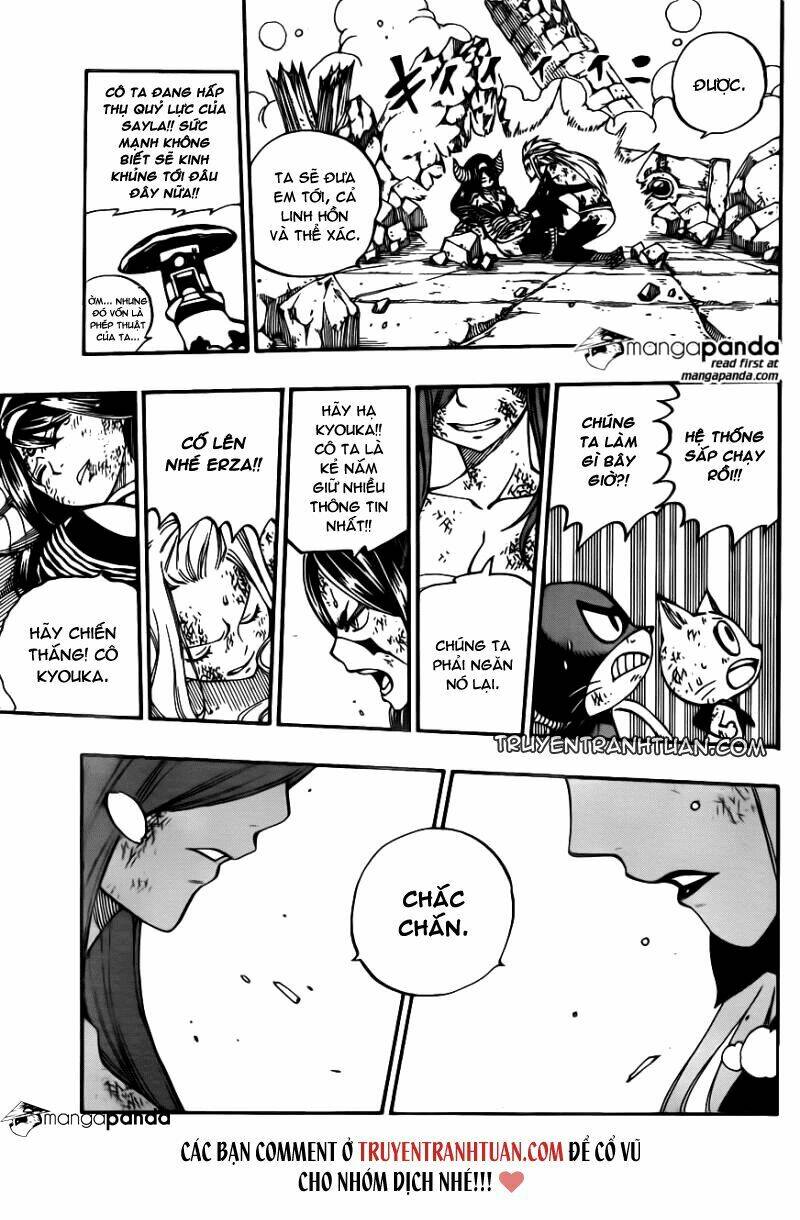 ĐƯỢC.
TA SẼ ĐƯA
EM TỚI, CẢ
LINH HỒN
VÀ THỂ XÁC.
CÔ TA ĐANG HẤP
THỤ QUỶ LỰC CỦA
SAYLA!! SỨC
MẠNH KHÔNG
BIẾT SẼ KINH
KHỦNG TỚI ĐÂU
ĐÂY NỮA!!
ỜM... NHƯNG
ĐÓ VỐN LÀ
PHÉP THUẬT
CỦA TA...
mangapanda
read first at
mangapanda.com
HỆ THỐNG
SẮP CHẠY
RỒI!!
CHÚNG
TA LÀM
GÌ BÂY
GIỜ?!
CHÚNG TA
PHẢI NGĂN
NÓ LẠI.
HÃY HẠ
KYOUKA!!
CÔ TA LÀ
KẺ NẮM
GIỮ NHIỀU
THÔNG TIN
NHẤT!!
CỐ LÊN
NHÉ ERZA!!
HÃY CHIẾN
THẮNG! CÔ
KYOUKA.
TRUYENTRANHTUAN.COM
CHẮC
CHẮN.
mangapanda
CÁC BẠN COMMENT Ở TRUYENTRANHTUAN.COM ĐỂ CỔ VŨ
CHO NHÓM DỊCH NHÉ!!! ❤